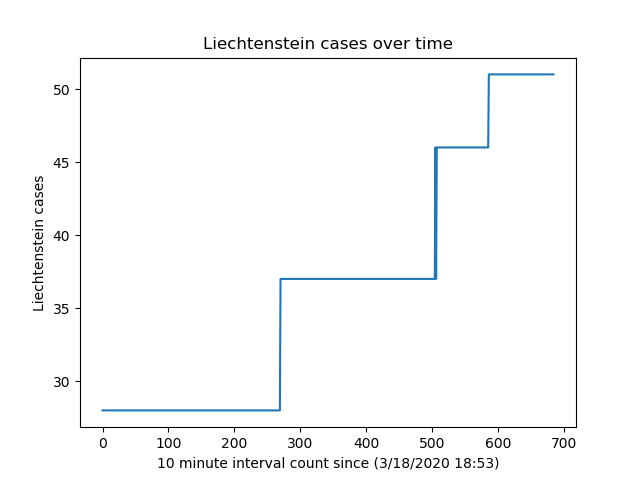 Liechtenstein cases over time
50
45
40
35
30
Liechtenstein cases
0 100 200 300 400 500 600 700
10 minute interval count since (3/18/2020 18:53)